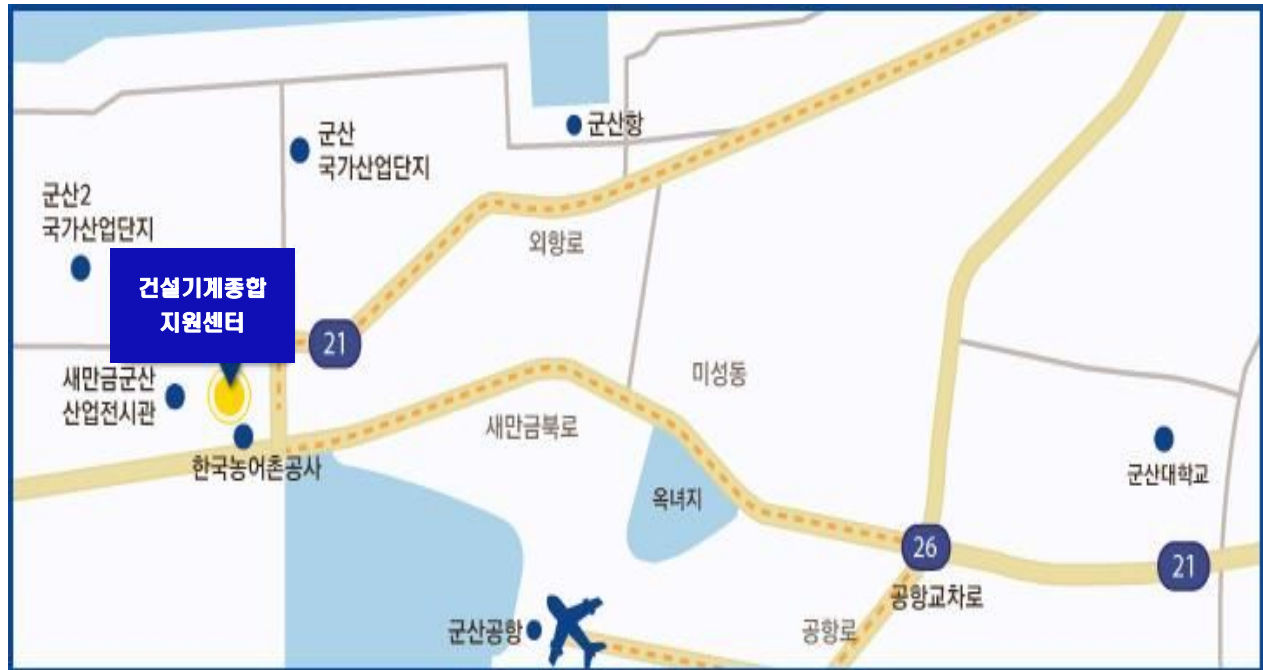 군산항
군산
국가산업단지
군산2
국가산업단지
외항로
건설기계종합
지원센터
21
미성동
새만금군산
산업전시관
새만금북로
한국농어촌공사
군산대학교
옥녀지
26
21
공항교차로
군산공항
공항로